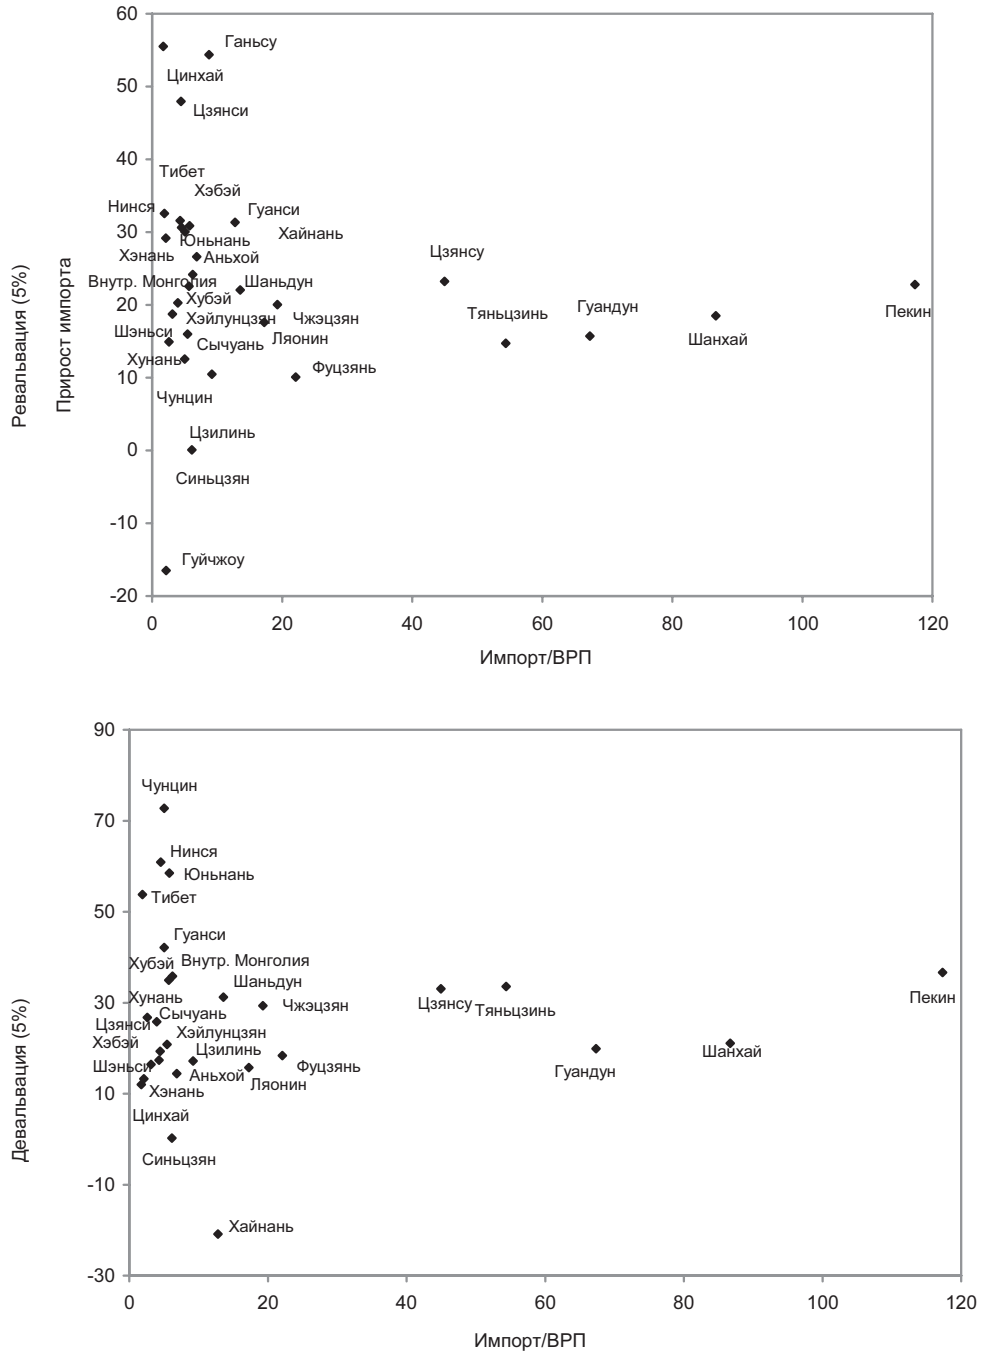 60
Ганьсу
Цинхай
50
Цзянси
40
Тибет
Хэбэй
Нинся
Гуанси
30
Юньнань
Хайнань
Хэнань
Аньхой
Цзянсу
Внутр. Монголия
Шаньдун
20
Хубэй
Хэйлунцзян
Чжэцзян
Тяньцзинь
Гуандун
Пекин
Шэньси
Сычуань
Ляонин
Шанхай
Хунань
10
Фуцзянь
Чунцин
Цзилинь
0
Синьцзян
-10
Гуйчжоу
-20
Ревальвация (5%)
Прирост импорта
0 20 40 60 80 100 120
Импорт/ВРП
90
Чунцин
70
Нинся
Юньнань
Тибет
50
Гуанси
Хубэй
Внутр. Монголия
Шаньдун
30
Хунань
Чжэцзян
Цзянсу
Тяньцзинь
Пекин
Цзянси
Сычуань
Хэбэй
Хэйлунцзян
Цзилинь
Шэньси
Аньхой
Фуцзянь
Ляонин
Гуандун
Шанхай
10
Хэнань
Цинхай
Синьцзян
-10
Хайнань
-30
Девальвация (5%)
0 20 40 60 80 100 120
Импорт/ВРП